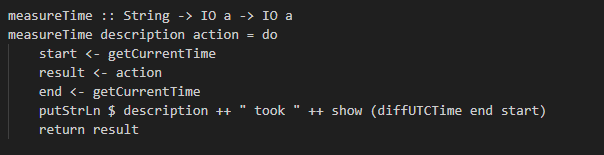 measureTime :: String -> IO a -> IO a
measureTime description action = do
    start <- getCurrentTime
    result <- action
    end <- getCurrentTime
    putStrLn $ description ++ " took " ++ show (diffUTCTime end start)
    return result